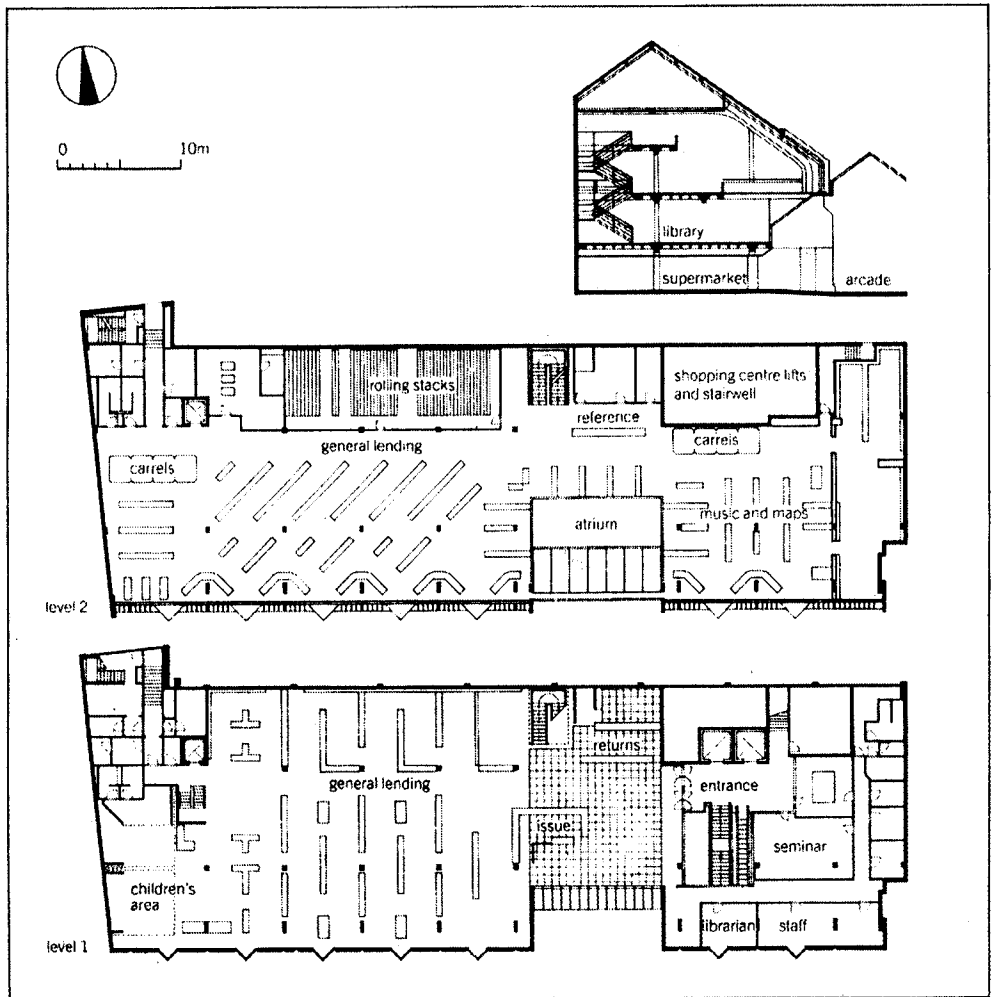 0 10m
library
supermarket
arcade
rolling stacks
shopping centre lifts
and stairwell
reference
general lending
carrels
carrels
music and maps
atrium
level 2
returns
general lending
entrance
issue
seminar
children's
area
librarian
staff
level 1